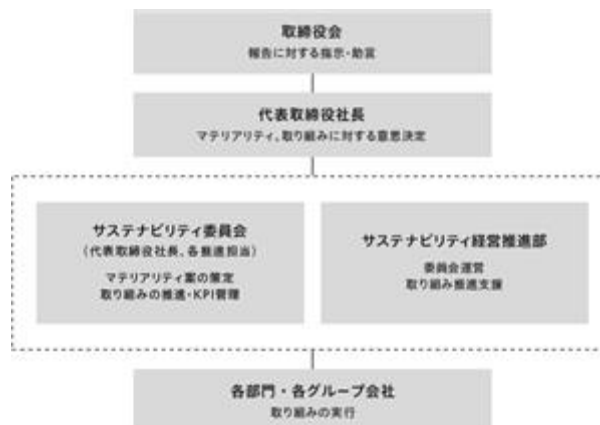 取締役会
報告に対する指示・助言
代表取締役社長
マテリアリティ、取り組みに対する意思決定
サステナビリティ委員会
（代表取締役社長、各推進担当）
マテリアリティ案の策定
取り組みの推進・KPI管理
サステナビリティ経営推進部
委員会運営
取り組み推進支援
各部門・各グループ会社
取り組みの実行